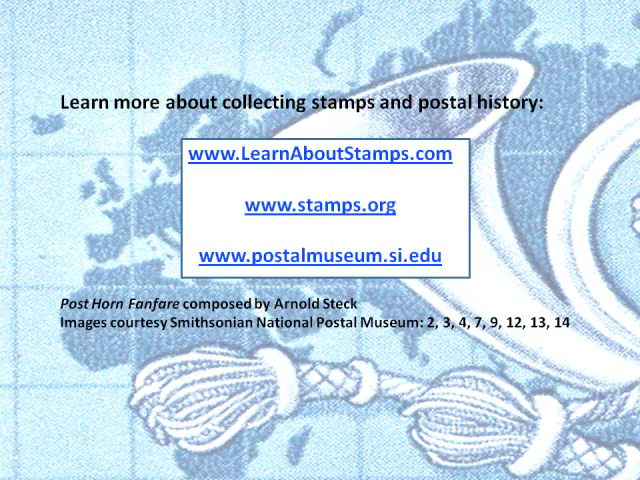 Learn more about collecting stamps and postal history:
www.LearnAboutStamps.com
www.stamps.org
www.postalmuseum.si.edu
Post Horn Fanfare composed by Arnold Steck
Images courtesy Smithsonian National Postal Museum: 2, 3, 4, 7, 9, 12, 13, 14